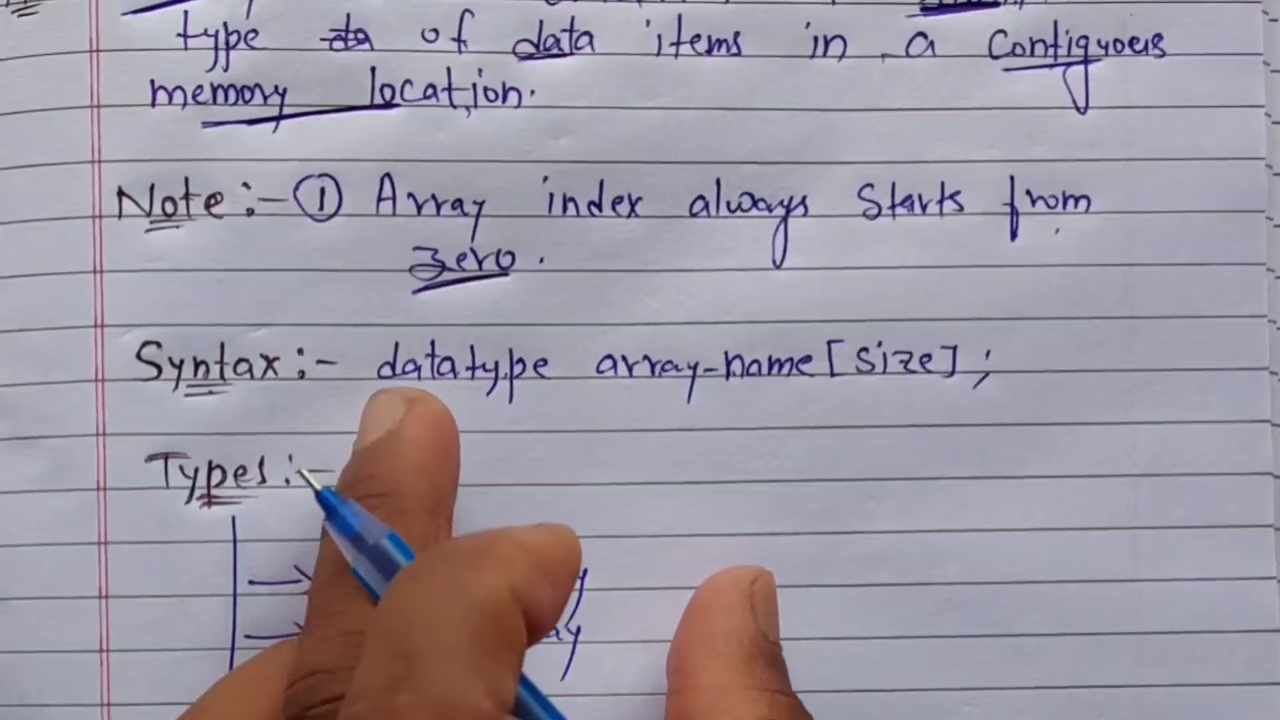 type da of data items in a contiguous
memory location.
Note:- ① Array index always starts from
zero.
Syntax:- datatype array-name[size];
Types:-